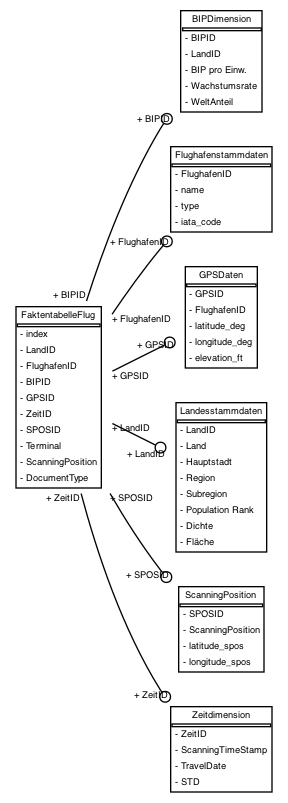 BIPDimension
- BIPID
- LandID
- BIP pro Einw.
- Wachstumsrate
- WeltAnteil
+ BIPID
Flughafenstammdaten
- FlughafenID
- name
- type
- iata_code
+ FlughafenID
GPSDaten
- GPSID
- FlughafenID
- latitude_deg
- longitude_deg
- elevation_ft
+ BIPID
FaktentabelleFlug
- index
- LandID
- FlughafenID
- BIPID
- GPSID
- ZeitID
- SPOSID
- Terminal
- ScanningPosition
- DocumentType
+ FlughafenID
+ GPSID
+ GPSID
Landesstammdaten
- LandID
- Land
- Hauptstadt
- Region
- Subregion
- Population Rank
- Dichte
- Fläche
+ LandID
+ LandID
+ ZeitID
+ SPOSID
+ SPOSID
ScanningPosition
- SPOSID
- ScanningPosition
- latitude_spos
- longitude_spos
+ ZeitID
Zeitdimension
- ZeitID
- ScanningTimeStamp
- TravelDate
- STD